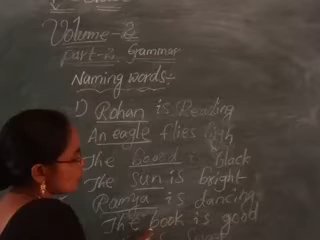 Volume-2
part-2 Grammar
Naming words:-
1) Rohan is Reading
An eagle flies high
The board is black
The sun is bright
Ramya is dancing
The book is good